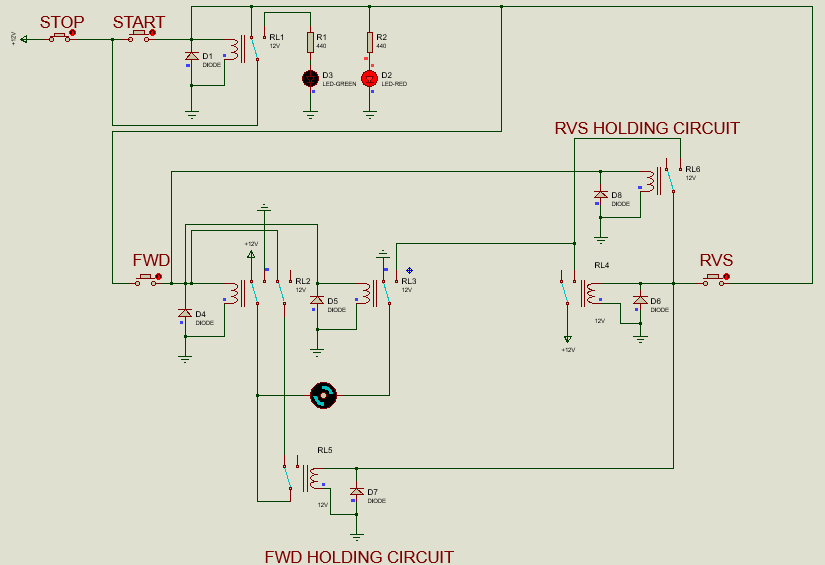 STOP
START
+12V
RL1
12V
D1
DIODE
R1
440
R2
440
D3
LED-GREEN
D2
LED-RED
RVS HOLDING CIRCUIT
RL6
12V
D8
DIODE
FWD
+12V
RL2
12V
D4
DIODE
D5
DIODE
RL3
12V
RL4
12V
+12V
D6
DIODE
RVS
RL5
12V
D7
DIODE
FWD HOLDING CIRCUIT